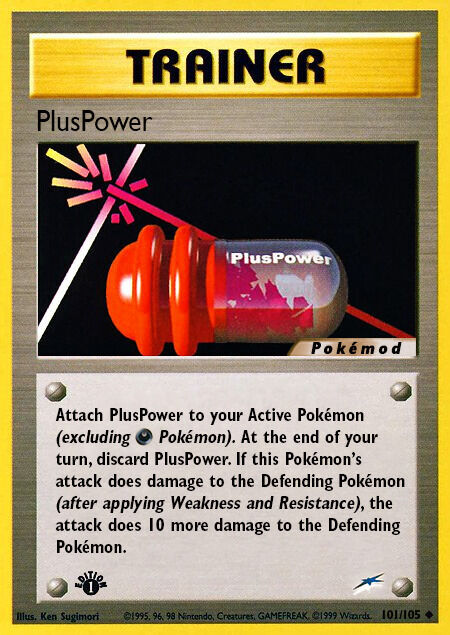 TRAINER
PlusPower
PlusPower
Pokémod
Attach PlusPower to your Active Pokémon
(excluding Pokémon). At the end of your
turn, discard PlusPower. If this Pokémon's
attack does damage to the Defending Pokémon
(after applying Weakness and Resistance), the
attack does 10 more damage to the Defending
Pokémon.
EDITION
1
Illus. Ken Sugimori ©1995, 96, 98 Nintendo, Creatures, GAMEFREAK. ©1999 Wizards. 101/105 ◆